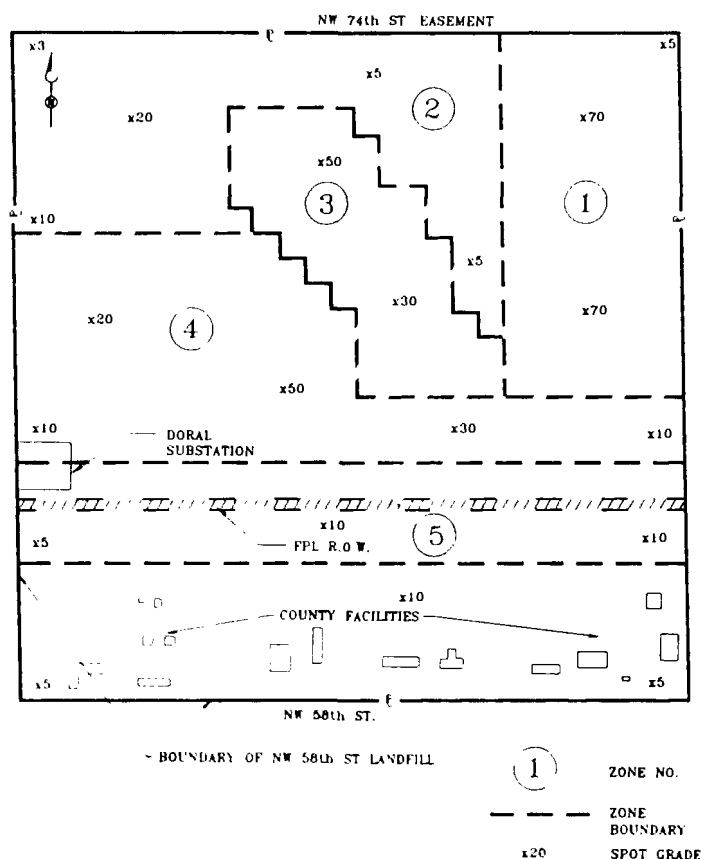 NW 74th ST EASEMENT
℄
x3
x5
x5
2
x20
x70
x50
3
1
P
℄
x10
x5
x30
x20
4
x70
x50
x10
x30
x10
DORAL
SUBSTATION
x10
5
x5
FPL R.O.W.
x10
x10
COUNTY FACILITIES
x5
x5
℄
NW 58th ST.
BOUNDARY OF NW 58th ST LANDFILL
1
ZONE NO.
ZONE
BOUNDARY
x20
SPOT GRADE